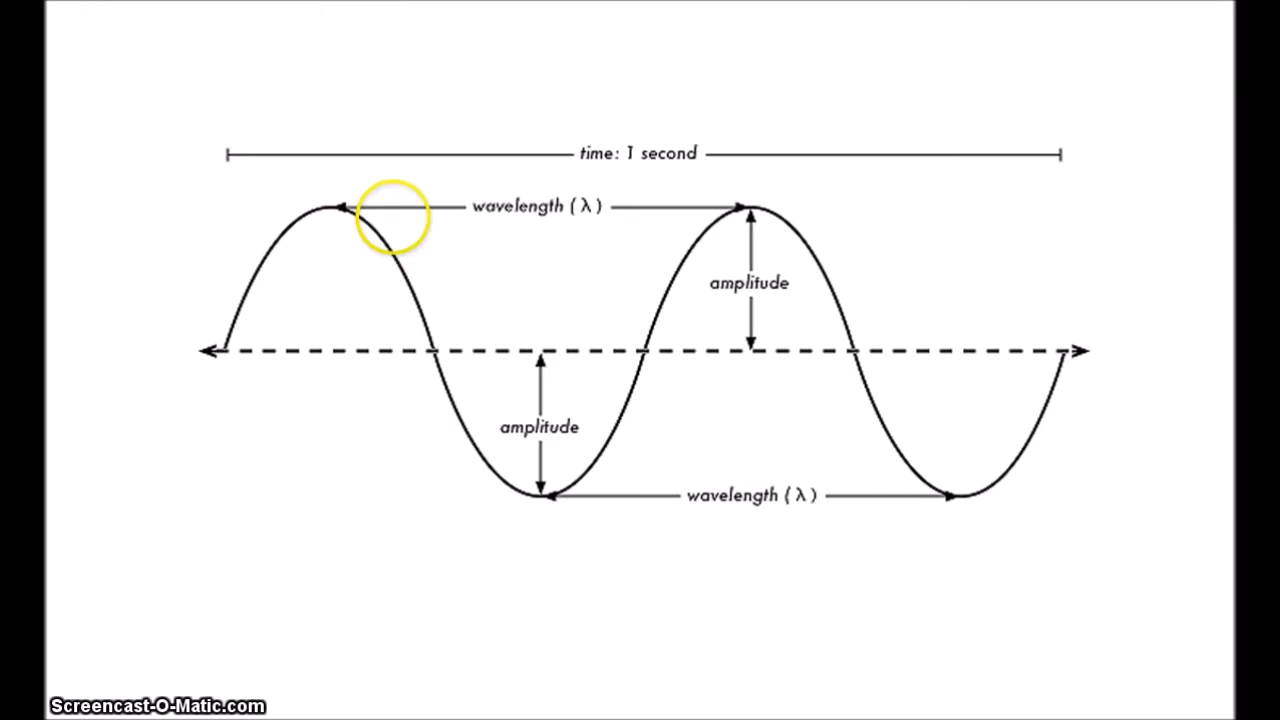 time: 1 second
wavelength ( λ )
amplitude
amplitude
wavelength ( λ )
Screencast-O-Matic.com